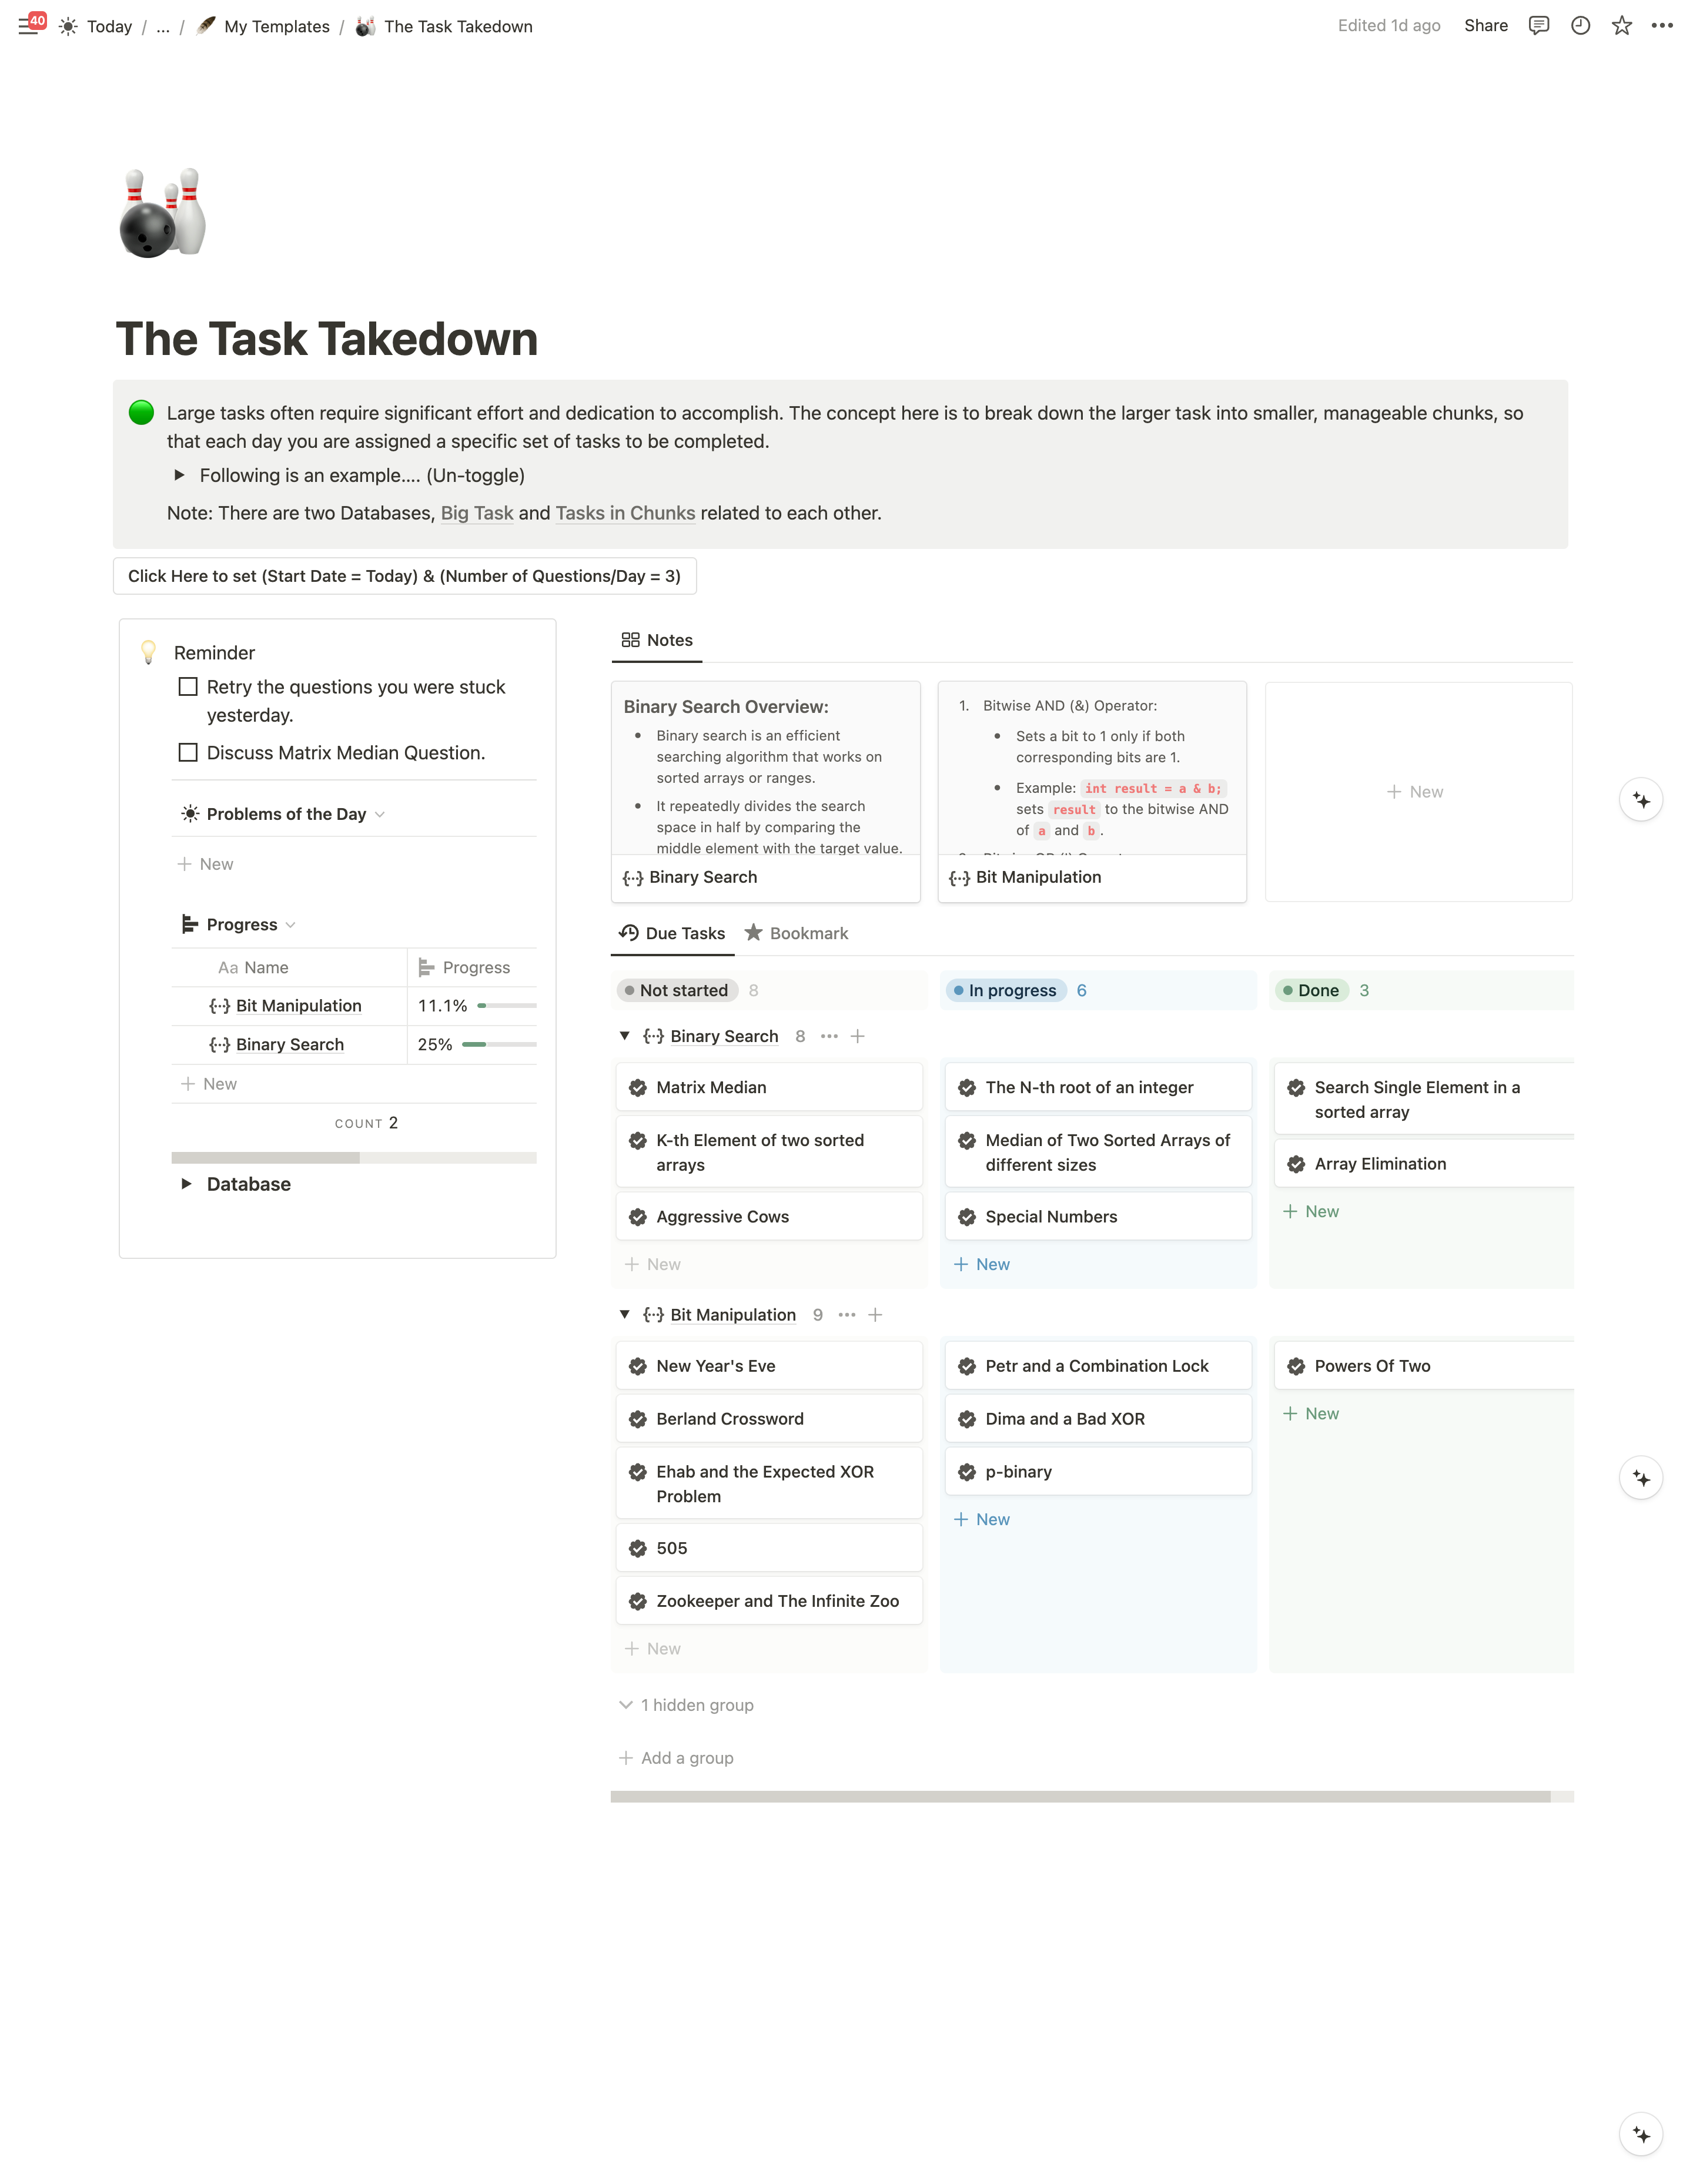 40 Today / ... / My Templates / The Task Takedown
Edited 1d ago Share
The Task Takedown
Large tasks often require significant effort and dedication to accomplish. The concept here is to break down the larger task into smaller, manageable chunks, so
that each day you are assigned a specific set of tasks to be completed.
Following is an example.... (Un-toggle)
Note: There are two Databases, Big Task and Tasks in Chunks related to each other.
Click Here to set (Start Date = Today) & (Number of Questions/Day = 3)
Reminder
Retry the questions you were stuck
yesterday.
Discuss Matrix Median Question.
Problems of the Day
+ New
Progress
Aa Name Progress
{··} Bit Manipulation 11.1%
{··} Binary Search 25%
+ New
COUNT 2
Database
Notes
Binary Search Overview:
• Binary search is an efficient
searching algorithm that works on
sorted arrays or ranges.
• It repeatedly divides the search
space in half by comparing the
middle element with the target value.
{··} Binary Search
1. Bitwise AND (&) Operator:
• Sets a bit to 1 only if both
corresponding bits are 1.
• Example: int result = a & b;
sets result to the bitwise AND
of a and b.
{··} Bit Manipulation
+ New
Due Tasks Bookmark
Not started 8
In progress 6
Done 3
{··} Binary Search 8 ··· +
Matrix Median
K-th Element of two sorted
arrays
Aggressive Cows
+ New
The N-th root of an integer
Median of Two Sorted Arrays of
different sizes
Special Numbers
+ New
Search Single Element in a
sorted array
Array Elimination
+ New
{··} Bit Manipulation 9 ··· +
New Year's Eve
Berland Crossword
Ehab and the Expected XOR
Problem
505
Zookeeper and The Infinite Zoo
+ New
Petr and a Combination Lock
Dima and a Bad XOR
p-binary
+ New
Powers Of Two
+ New
1 hidden group
+ Add a group